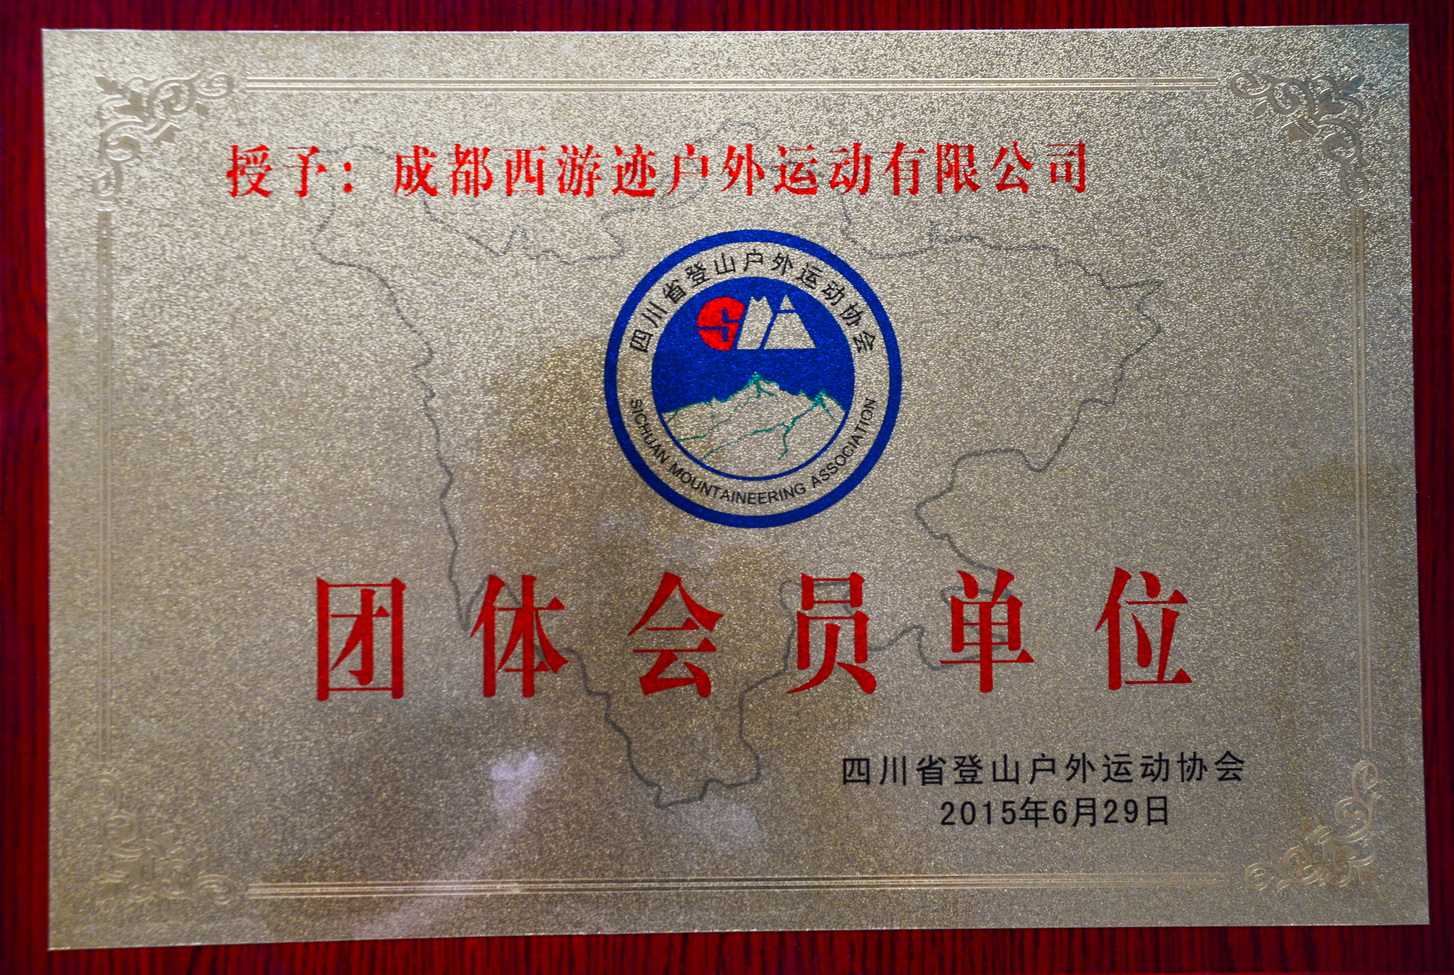 授予：成都西游迹户外运动有限公司
四川省登山户外运动协会
SMA
SICHUAN MOUNTAINEERING ASSOCIATION
团体会员单位
四川省登山户外运动协会
2015年6月29日